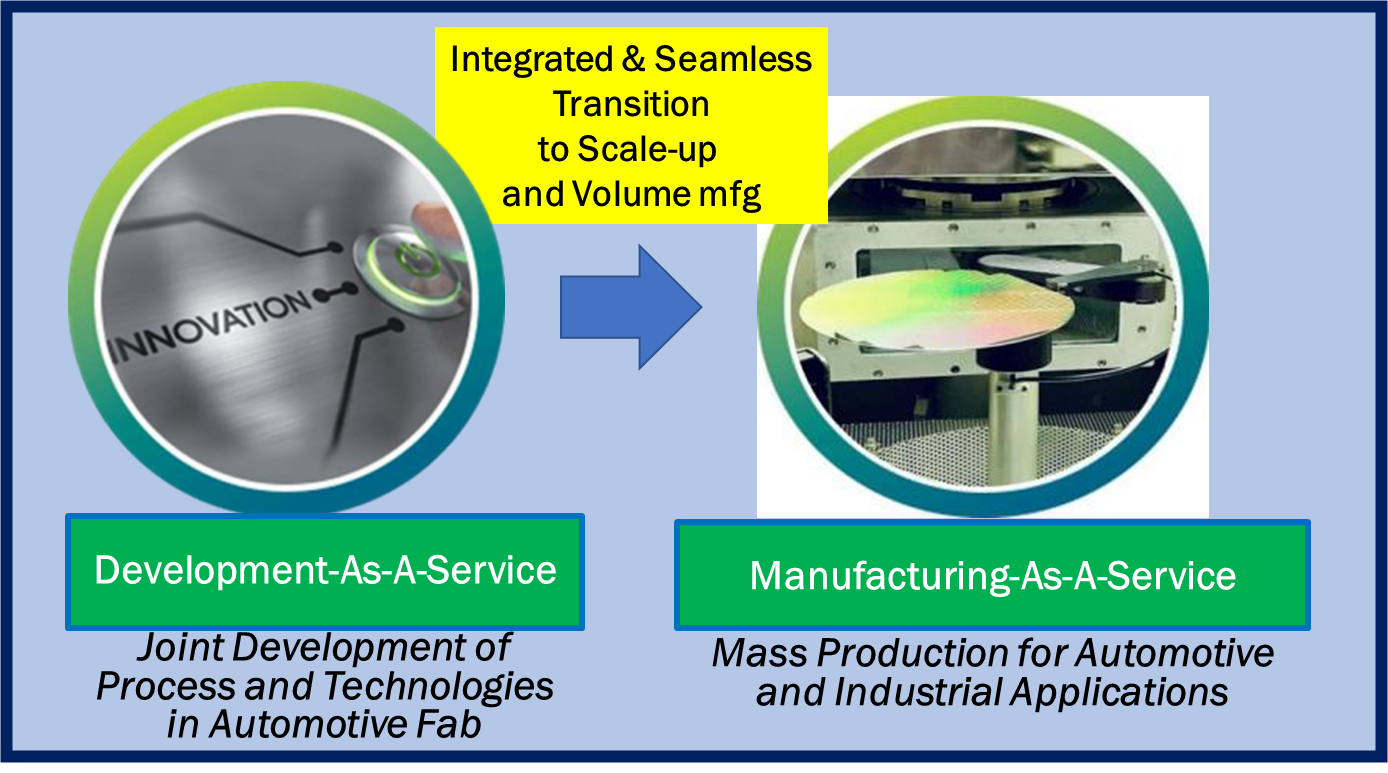 Integrated & Seamless
Transition
to Scale-up
and Volume mfg
INNOVATION
Development-As-A-Service
Joint Development of
Process and Technologies
in Automotive Fab
Manufacturing-As-A-Service
Mass Production for Automotive
and Industrial Applications